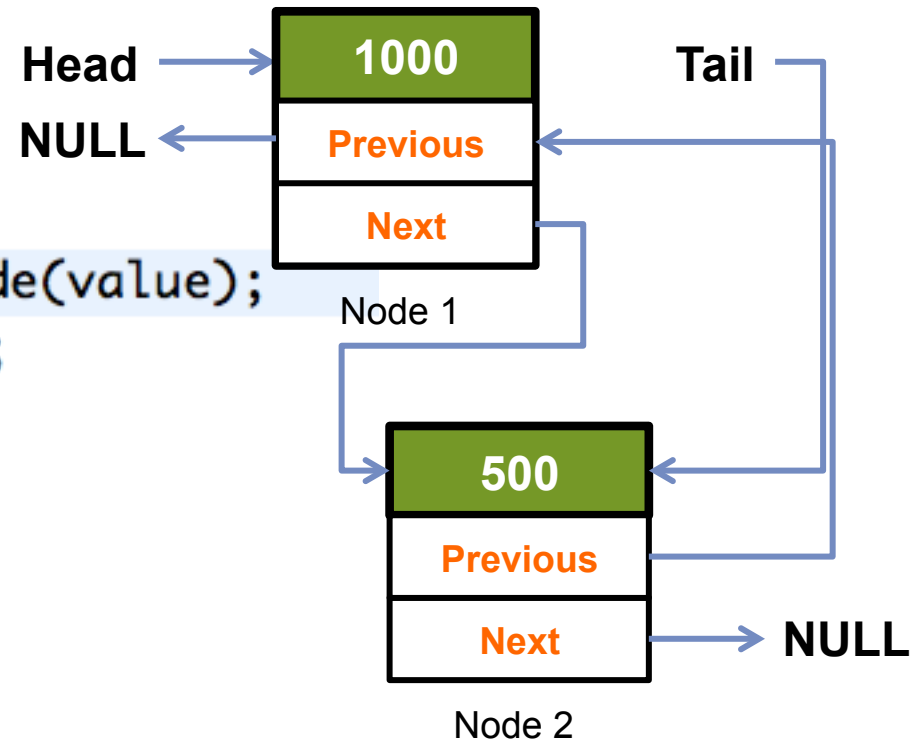 Head
1000
Tail
NULL
Previous
Next
de(value);
Node 1
500
Previous
Next
NULL
Node 2